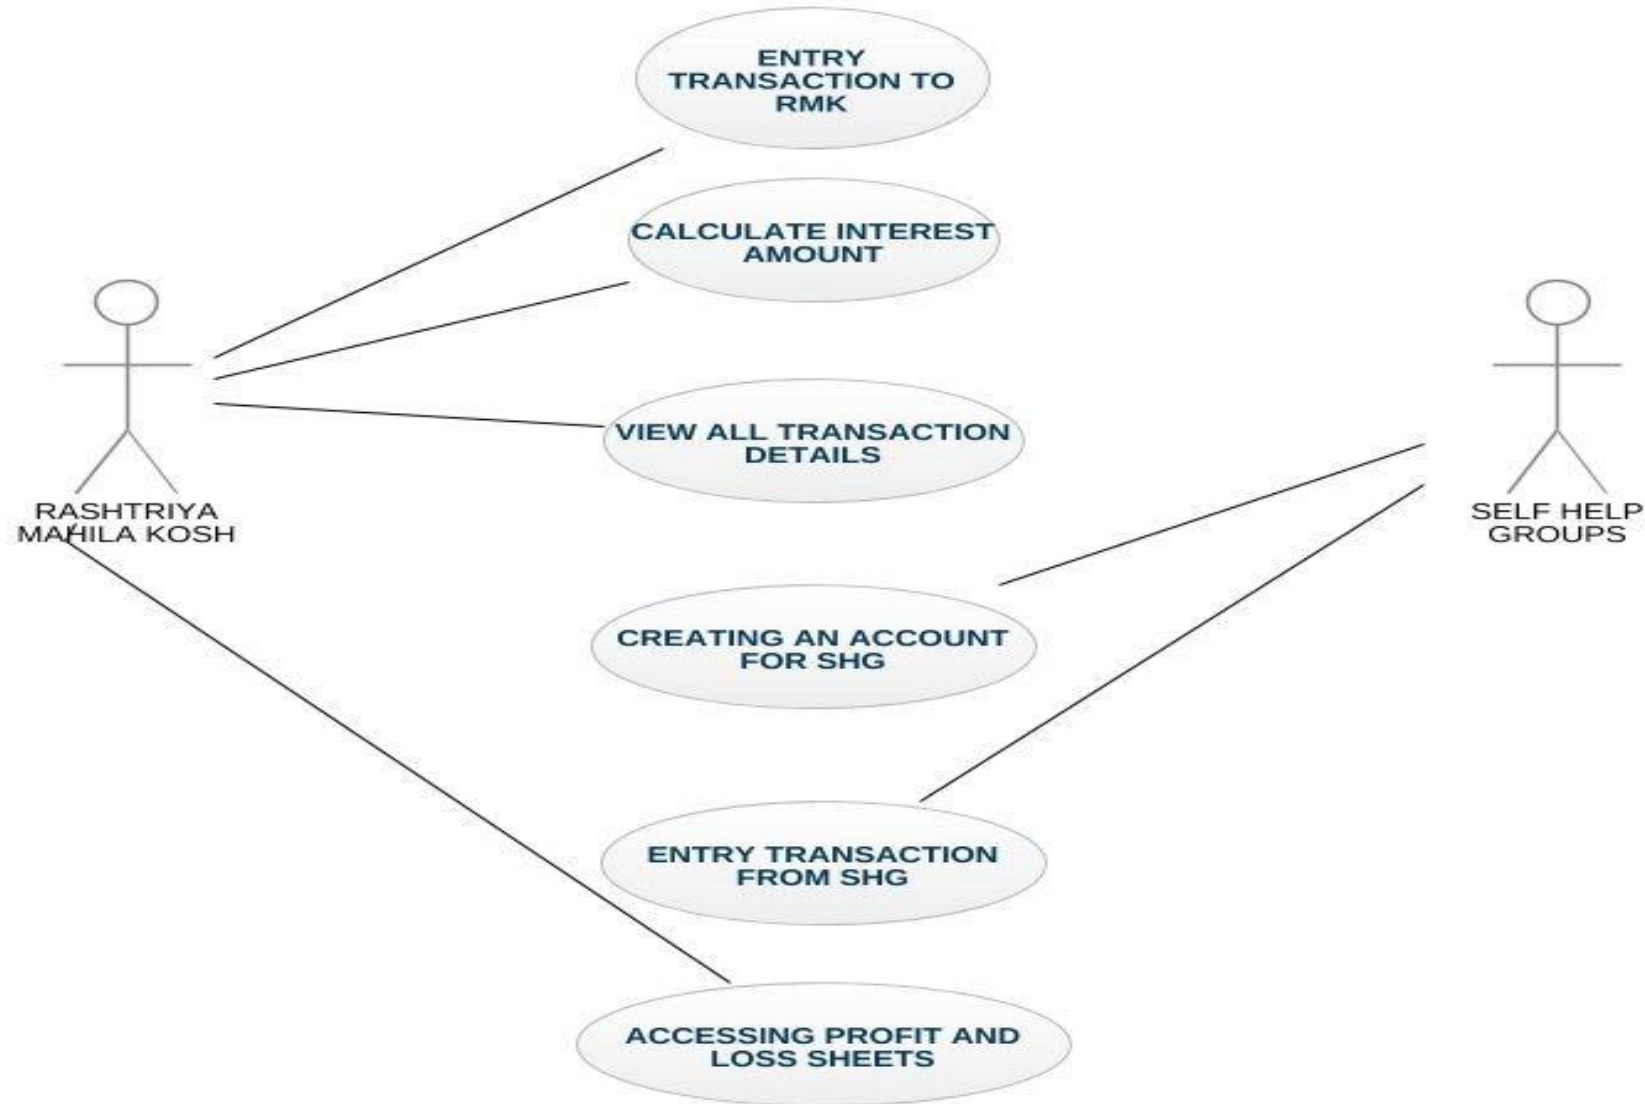 ENTRY
TRANSACTION TO
RMK
CALCULATE INTEREST
AMOUNT
VIEW ALL TRANSACTION
DETAILS
RASHTRIYA
MAHILA KOSH
SELF HELP
GROUPS
CREATING AN ACCOUNT
FOR SHG
ENTRY TRANSACTION
FROM SHG
ACCESSING PROFIT AND
LOSS SHEETS